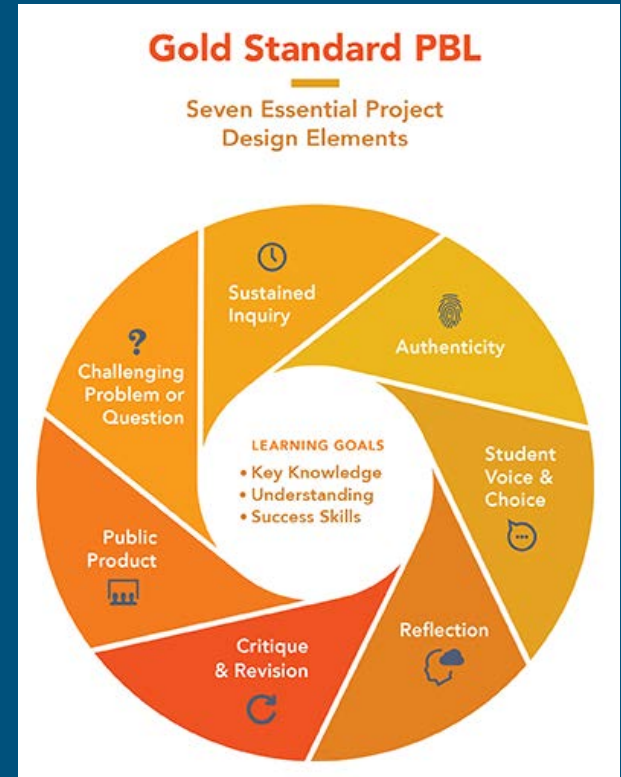 Gold Standard PBL
Seven Essential Project
Design Elements
Sustained
Inquiry
Authenticity
Student
Voice &
Choice
Reflection
Critique
& Revision
Public
Product
?
Challenging
Problem or
Question
LEARNING GOALS
• Key Knowledge
• Understanding
• Success Skills